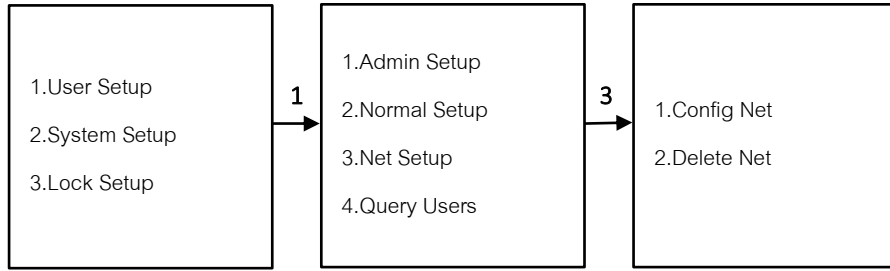 1.User Setup
2.System Setup
3.Lock Setup
1
1.Admin Setup
2.Normal Setup
3.Net Setup
4.Query Users
3
1.Config Net
2.Delete Net